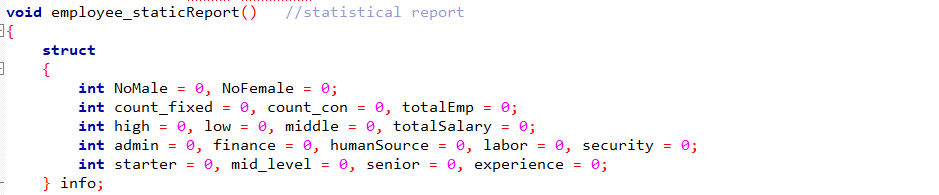 void employee_staticReport()   //statistical report
{
    struct
    {
        int NoMale = 0, NoFemale = 0;
        int count_fixed = 0, count_con = 0, totalEmp = 0;
        int high = 0, low = 0, middle = 0, totalSalary = 0;
        int admin = 0, finance = 0, humanSource = 0, labor = 0, security = 0;
        int starter = 0, mid_level = 0, senior = 0, experience = 0;
    } info;